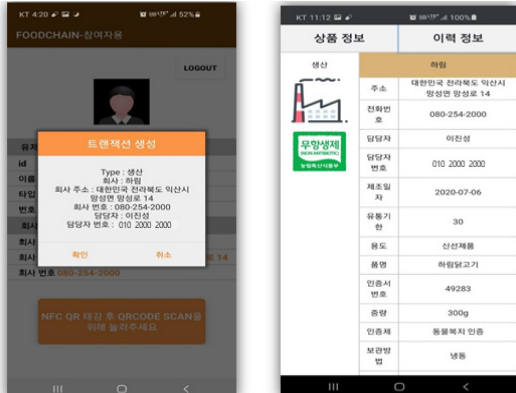 KT 4:20
52%
FOODCHAIN-참여자용
LOGOUT
트랜잭션 생성
Type : 생산
회사 : 하림
회사 주소 : 대한민국 전라북도 익산시
망성면 망성로 14
회사 번호 : 080-254-2000
담당자 : 이진성
담당자 번호 : 010 2000 2000
확인
취소
id
이름
타입
번호
회사
회사
회사
14
회사 번호 080-254-2000
NFC QR 태깅 후 QRCODE SCAN을
위해 눌러주세요
KT 11:12
100%
상품 정보
이력 정보
생산
하림
무항생제
(NON ANTIBIOTIC)
농림축산식품부
주소
대한민국 전라북도 익산시
망성면 망성로 14
전화번
호
080-254-2000
담당자
이진성
담당자
번호
010 2000 2000
제조일
자
2020-07-06
유통기
한
30
용도
신선제품
품명
하림닭고기
인증서
번호
49283
중량
300g
인증제
동물복지 인증
보관방
법
냉동